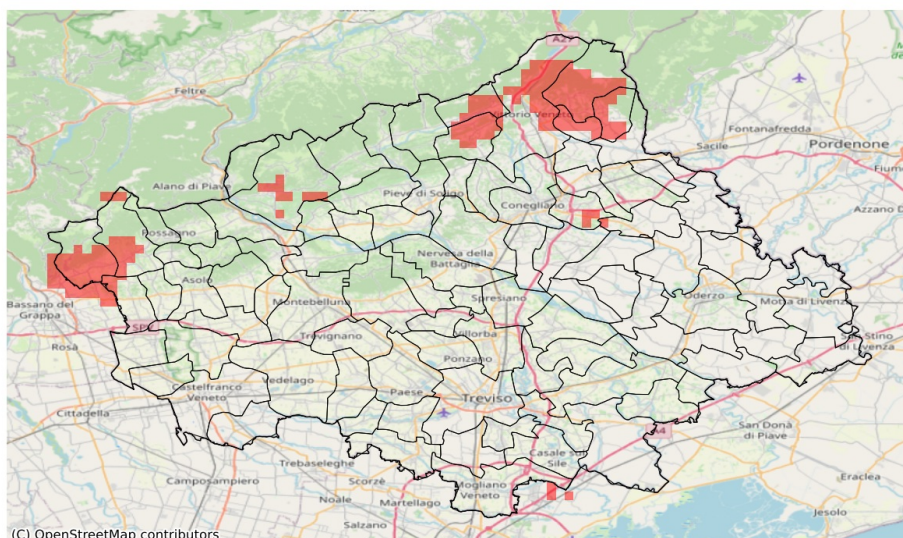 A27
Feltre
Vittorio Veneto
Fontanafredda
Pordenone
Sacile
Alano di Piave
Pieve di Soligo
Conegliano
Azzano D
Possagno
Nervesa della
Battaglia
Asolo
Bassano del
Grappa
Montebelluna
Spresiano
Oderzo
Motta di Livenza
Trevignano
Villorba
Rosà
Ponzano
Vedelago
Castelfranco
Veneto
Paese
Treviso
Cittadella
A4
San Donà
di Piave
Trebaseleghe
Casale sul
Sile
Camposampiero
Scorzè
Mogliano
Veneto
Noale
Martellago
Eraclea
Jesolo
Salzano
(C) OpenStreetMap contributors